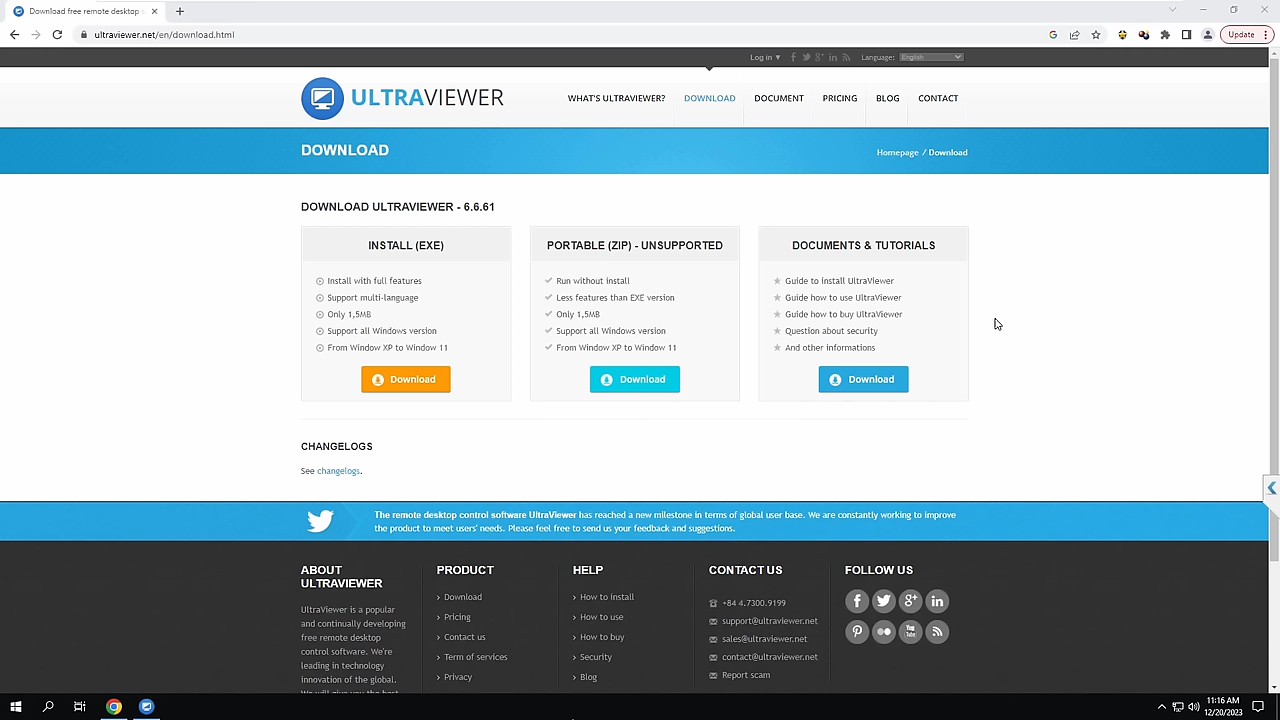 Download free remote desktop s
ultraviewer.net/en/download.html
Update
Log in ▼
Language:
English
ULTRAVIEWER
WHAT'S ULTRAVIEWER?
DOWNLOAD
DOCUMENT
PRICING
BLOG
CONTACT
DOWNLOAD
Homepage / Download
DOWNLOAD ULTRAVIEWER - 6.6.61
INSTALL (EXE)
Install with full features
Support multi-language
Only 1,5MB
Support all Windows version
From Window XP to Window 11
Download
PORTABLE (ZIP) - UNSUPPORTED
Run without install
Less features than EXE version
Only 1,5MB
Support all Windows version
From Window XP to Window 11
Download
DOCUMENTS & TUTORIALS
Guide to install UltraViewer
Guide how to use UltraViewer
Guide how to buy UltraViewer
Question about security
And other informations
Download
CHANGELOGS
See changelogs.
The remote desktop control software UltraViewer has reached a new milestone in terms of global user base. We are constantly working to improve
the product to meet users' needs. Please feel free to send us your feedback and suggestions.
ABOUT
ULTRAVIEWER
UltraViewer is a popular
and continually developing
free remote desktop
control software. We're
leading in technology
innovation of the global.
We will give you the best
PRODUCT
Download
Pricing
Contact us
Term of services
Privacy
HELP
How to install
How to use
How to buy
Security
Blog
CONTACT US
+84 4.7300.9199
support@ultraviewer.net
sales@ultraviewer.net
contact@ultraviewer.net
Report scam
FOLLOW US
11:16 AM
12/20/2023